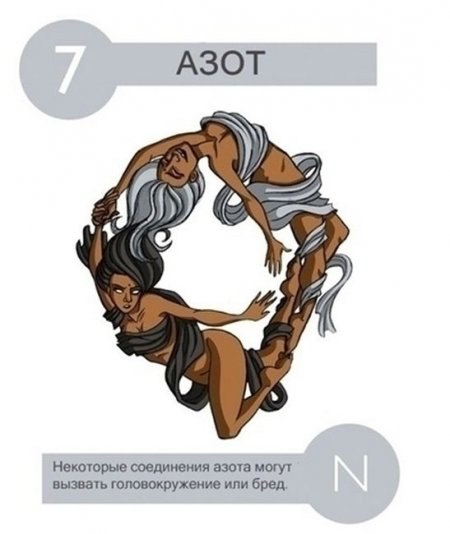 7
АЗОТ
Некоторые соединения азота могут
вызвать головокружение или бред.
N